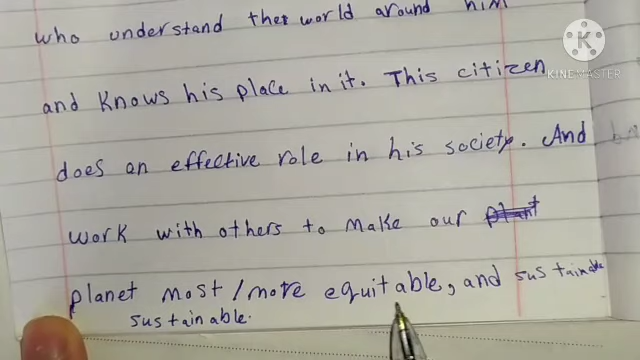 who understand the world around him
and knows his place in it. This citizen
does an effective role in his society. And
work with others to make our
planet most / more equitable, and sustainable
sustainable.
KINEMASTER